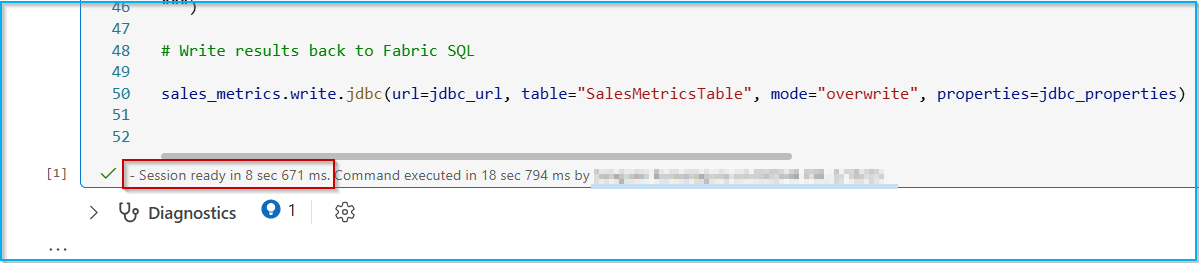 46 """)
47
48 # Write results back to Fabric SQL
49
50 sales_metrics.write.jdbc(url=jdbc_url, table="SalesMetricsTable", mode="overwrite", properties=jdbc_properties)
51
52
[1] - Session ready in 8 sec 671 ms. Command executed in 18 sec 794 ms by
Diagnostics 1
...